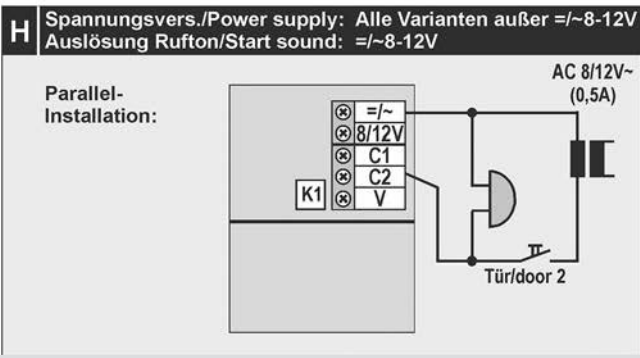 H
Spannungsvers./Power supply: Alle Varianten außer =/~8-12V
Auslösung Rufton/Start sound: =/~8-12V
Parallel-
Installation:
AC 8/12V~
(0,5A)
=/~
8/12V
C1
C2
V
K1
Tür/door 2